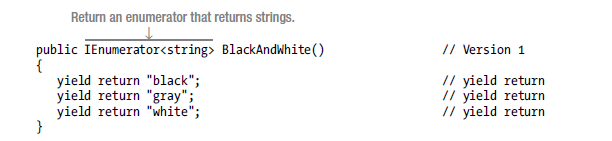 Return an enumerator that returns strings.
↓
public IEnumerator<string> BlackAndWhite() // Version 1
{
yield return "black"; // yield return
yield return "gray"; // yield return
yield return "white"; // yield return
}